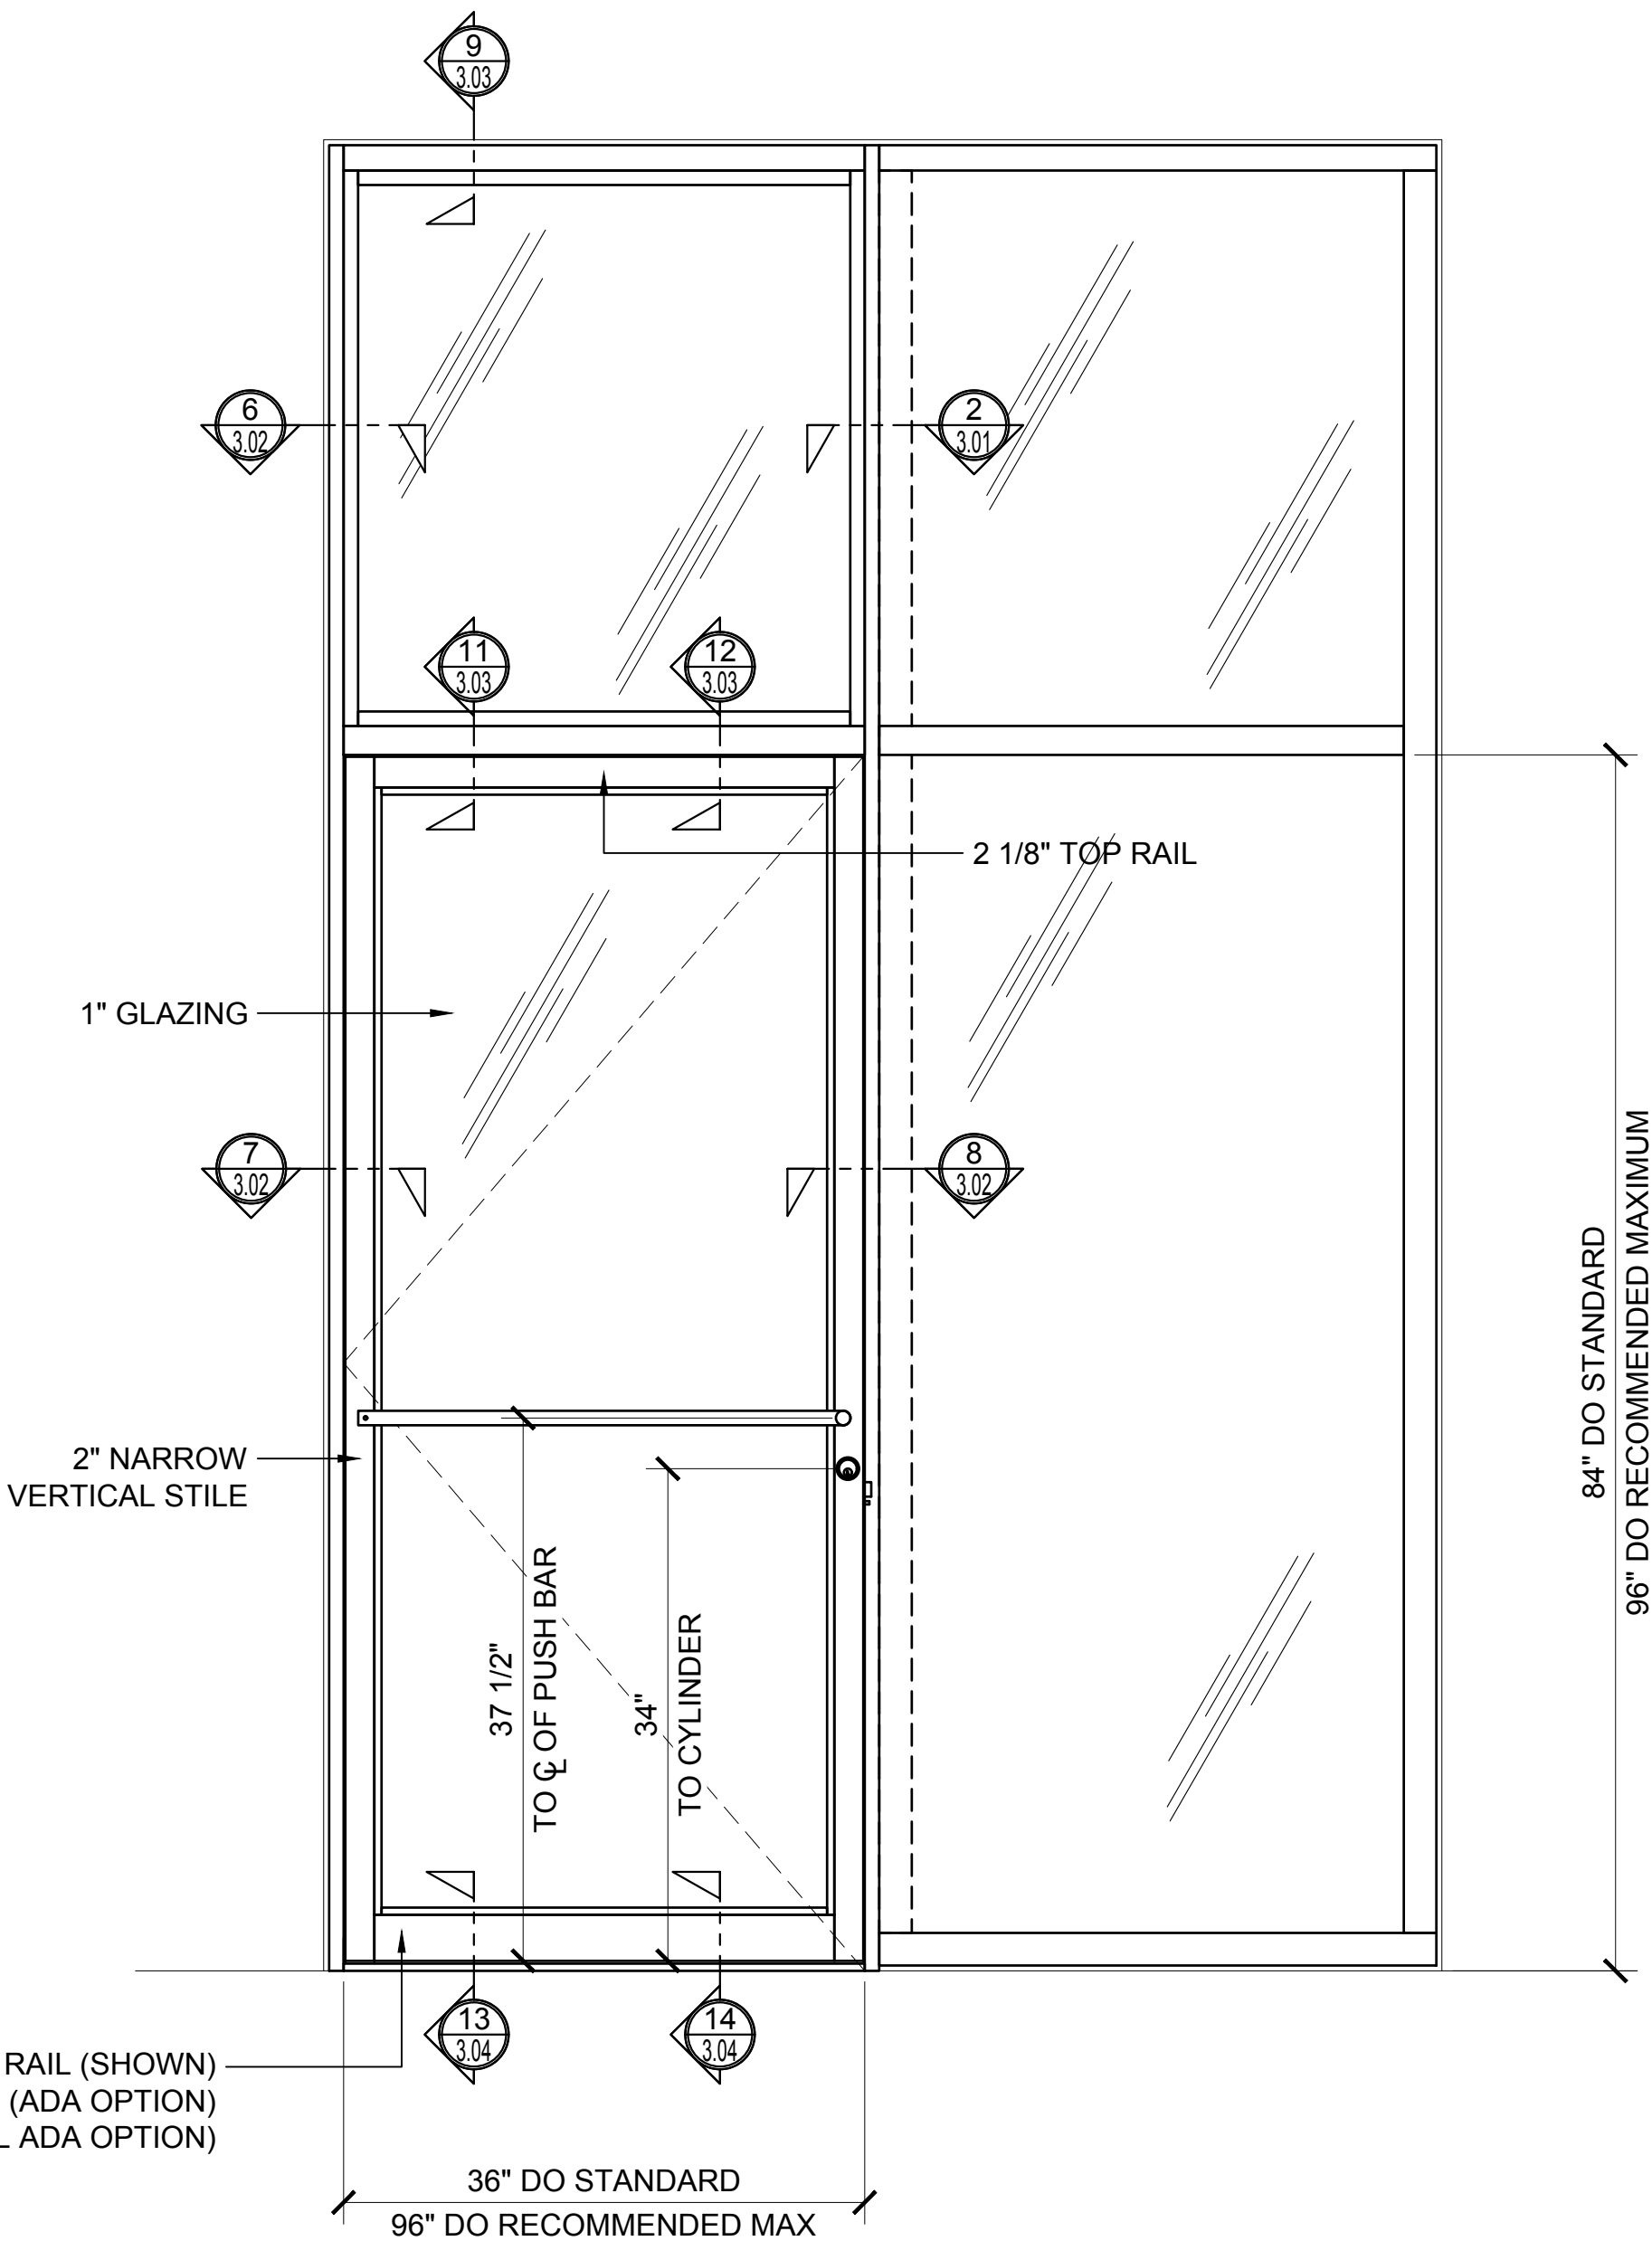 9
3.03
6
3.02
2
3.01
11
3.03
12
3.03
2 1/8" TOP RAIL
1" GLAZING
7
3.02
8
3.02
84" DO STANDARD
96" DO RECOMMENDED MAXIMUM
2" NARROW
VERTICAL STILE
37 1/2"
TO ℄ OF PUSH BAR
34"
TO CYLINDER
13
3.04
14
3.04
RAIL (SHOWN)
(ADA OPTION)
ADA OPTION)
36" DO STANDARD
96" DO RECOMMENDED MAX